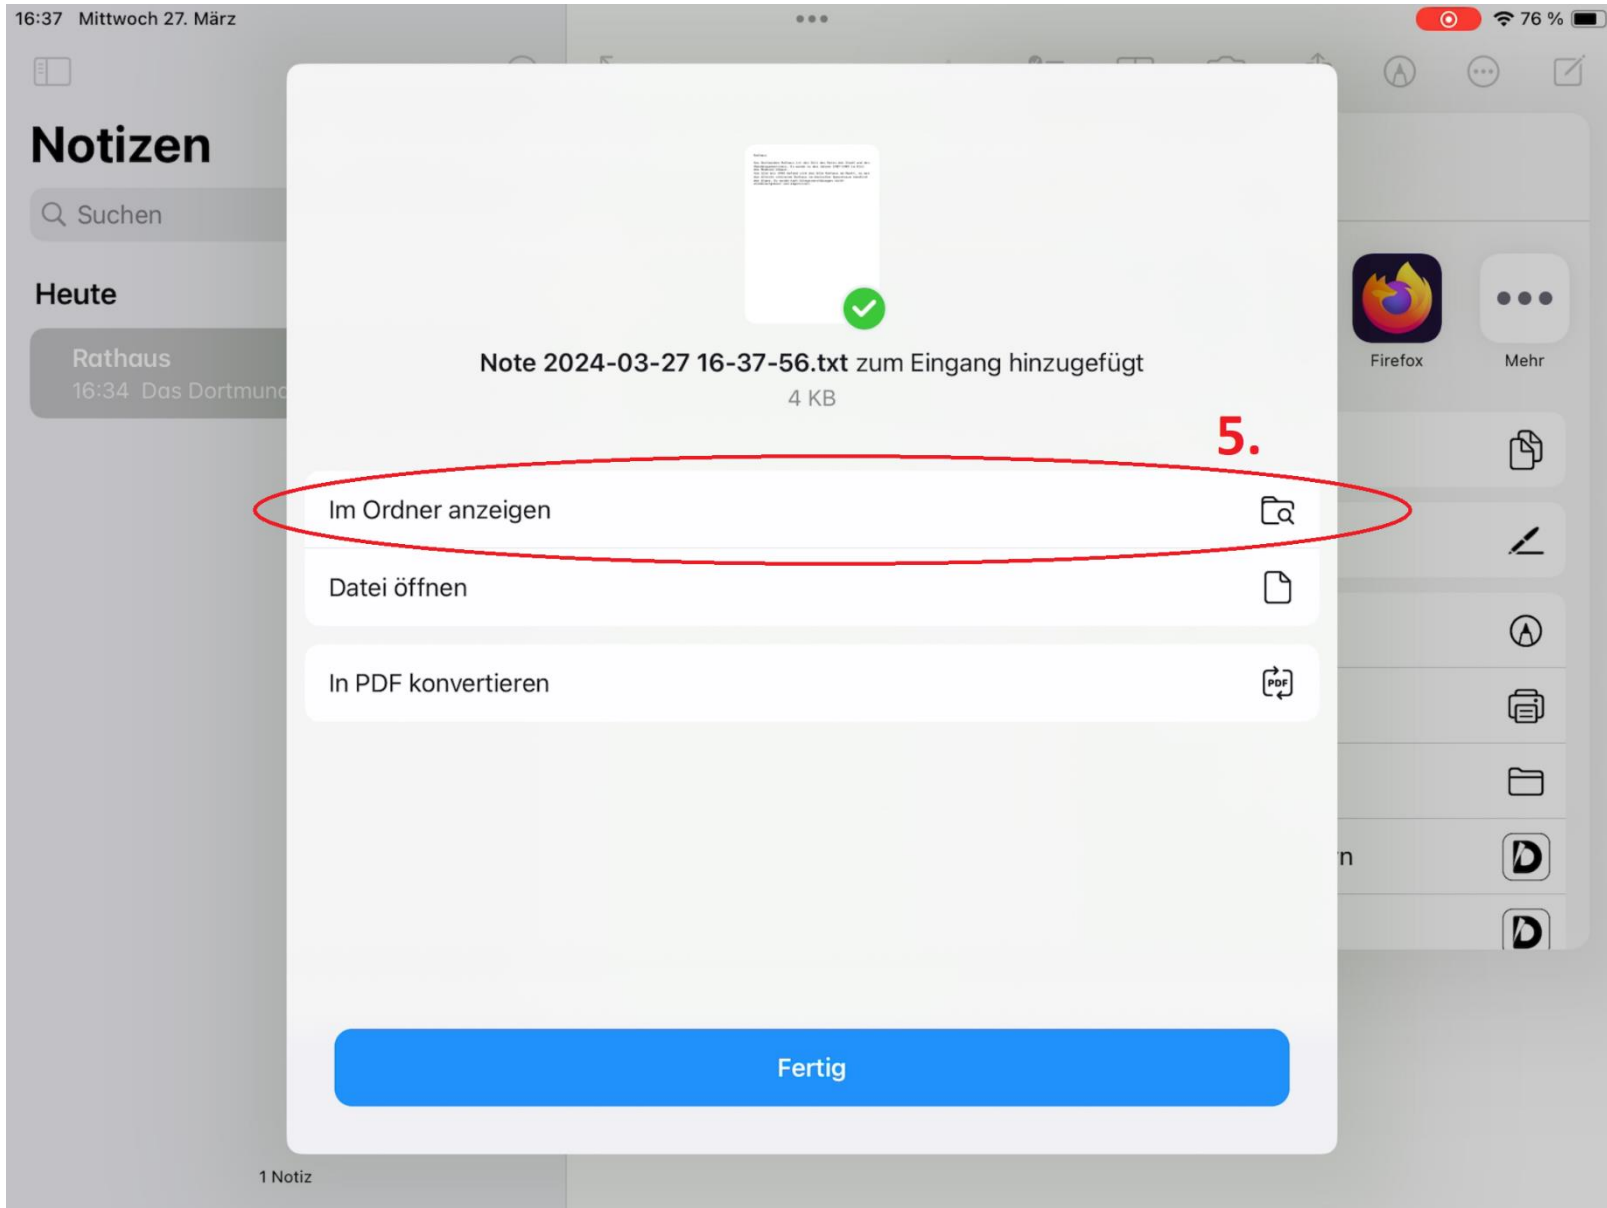 16:37 Mittwoch 27. März
76 %
Notizen
Suchen
Heute
Rathaus
16:34 Das Dortmund
Note 2024-03-27 16-37-56.txt zum Eingang hinzugefügt
4 KB
5.
Im Ordner anzeigen
Datei öffnen
In PDF konvertieren
PDF
Fertig
Firefox
Mehr
rn
1 Notiz